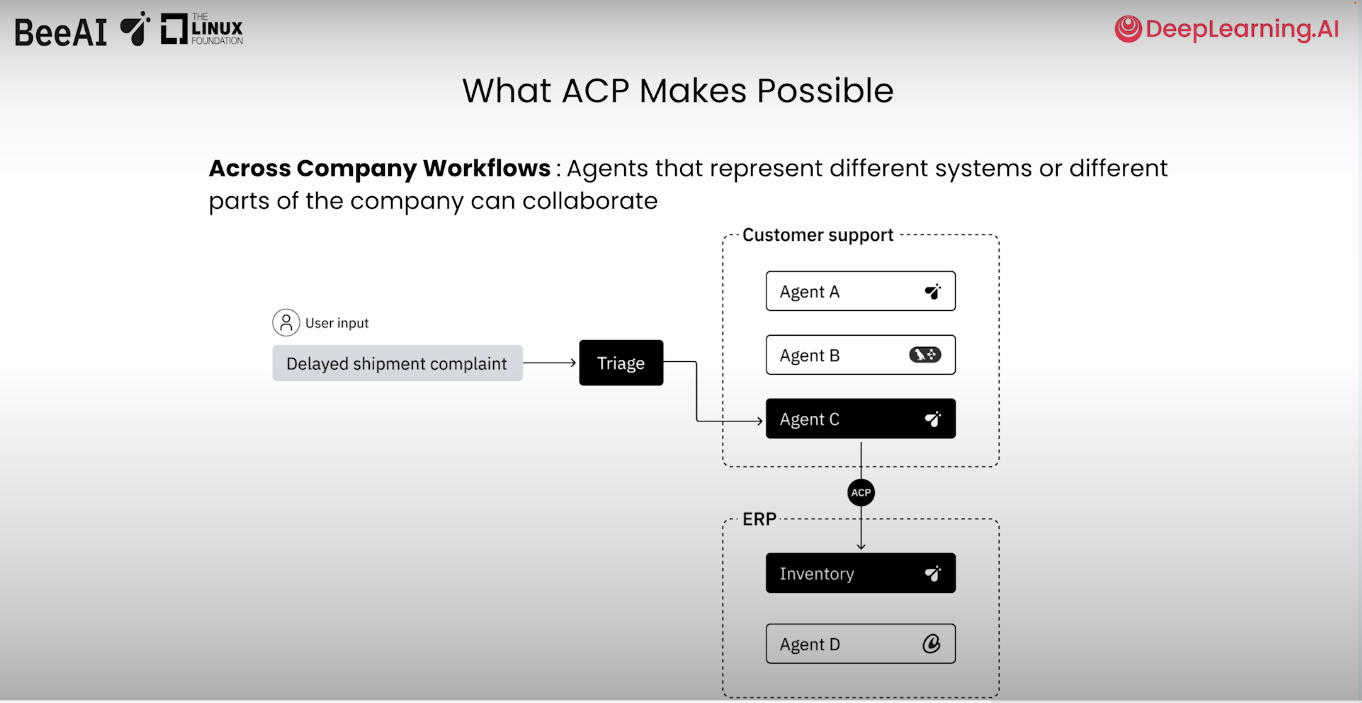 BeeAI
THE
LINUX
FOUNDATION
DeepLearning.AI
What ACP Makes Possible
Across Company Workflows : Agents that represent different systems or different
parts of the company can collaborate
Customer support
Agent A
User input
Agent B
Delayed shipment complaint
Triage
Agent C
ACP
ERP
Inventory
Agent D